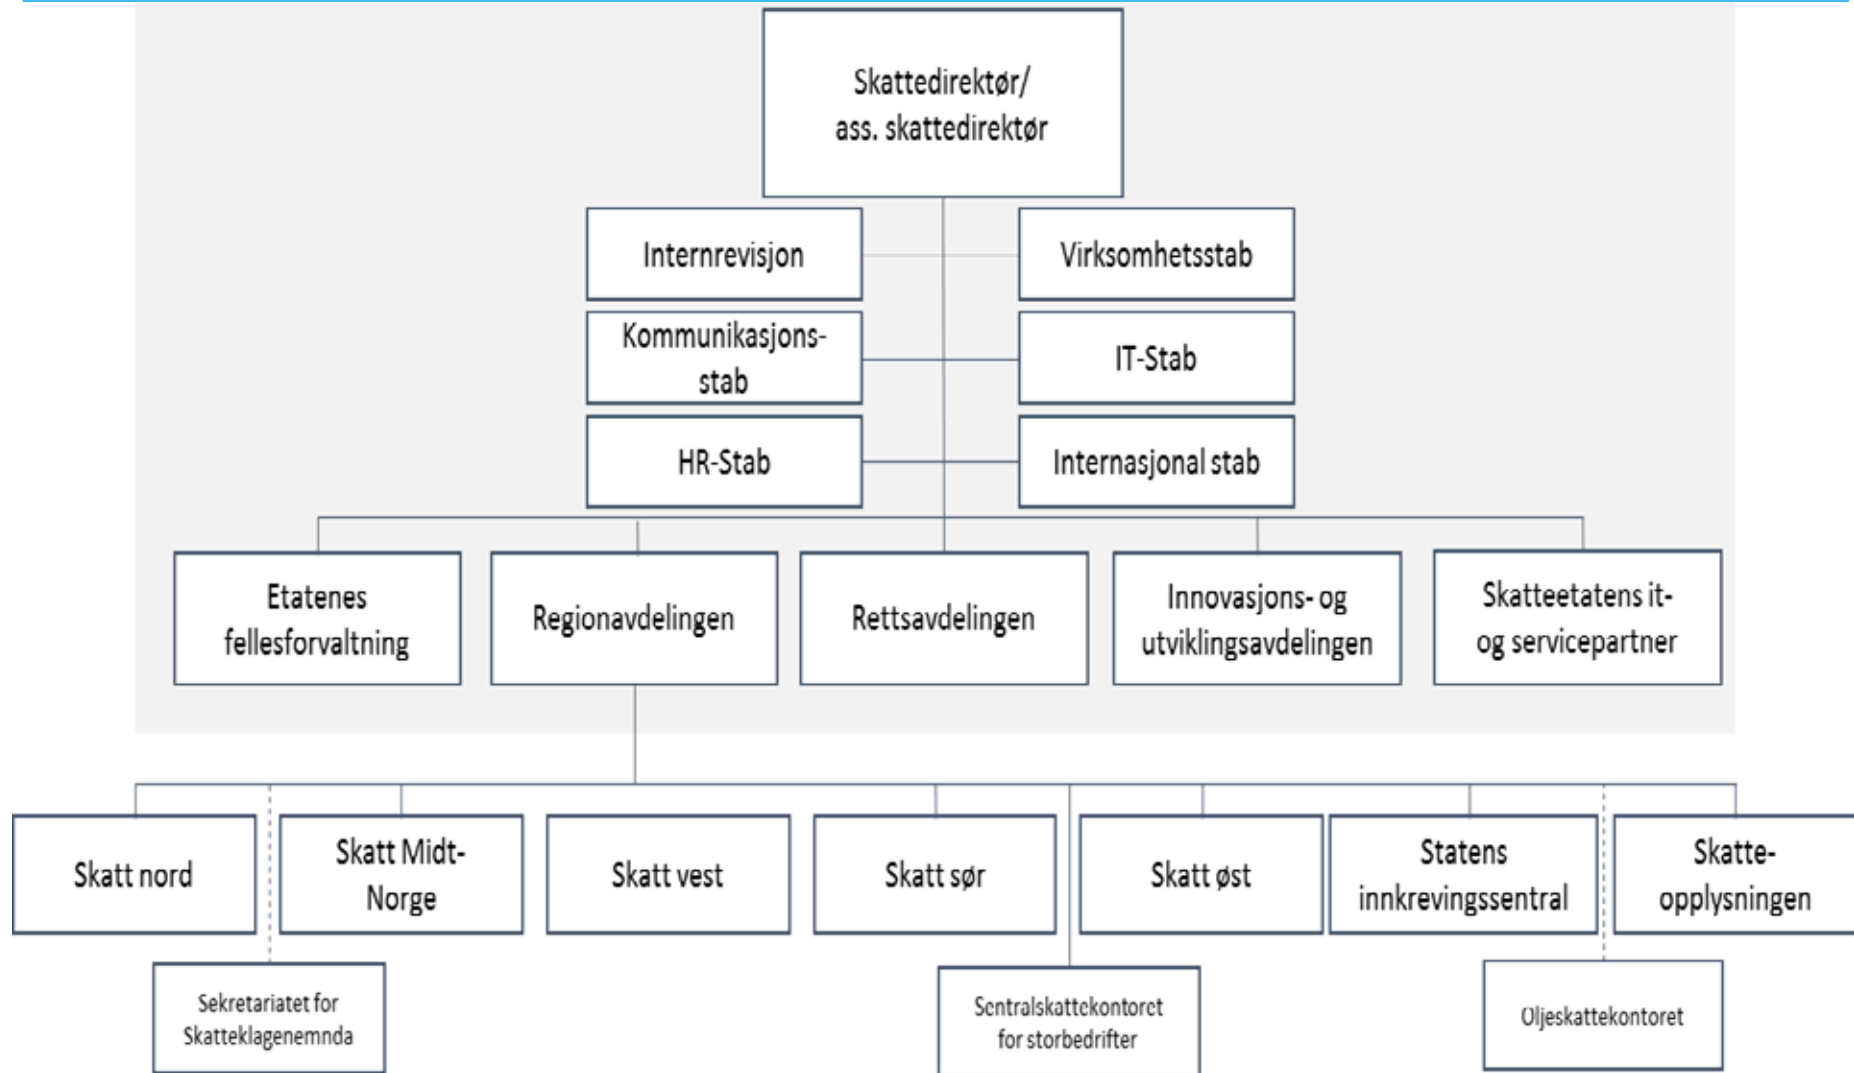 Skattedirektør/
ass. skattedirektør
Internrevisjon
Virksomhetsstab
Kommunikasjons-
stab
IT-Stab
HR-Stab
Internasjonal stab
Etatenes
fellesforvaltning
Regionavdelingen
Rettsavdelingen
Innovasjons- og
utviklingsavdelingen
Skatteetatens it-
og servicepartner
Skatt nord
Skatt Midt-
Norge
Skatt vest
Skatt sør
Skatt øst
Statens
innkrevingssentral
Skatte-
opplysningen
Sekretariatet for
Skatteklagenemnda
Sentralskattekontoret
for storbedrifter
Oljeskattekontoret